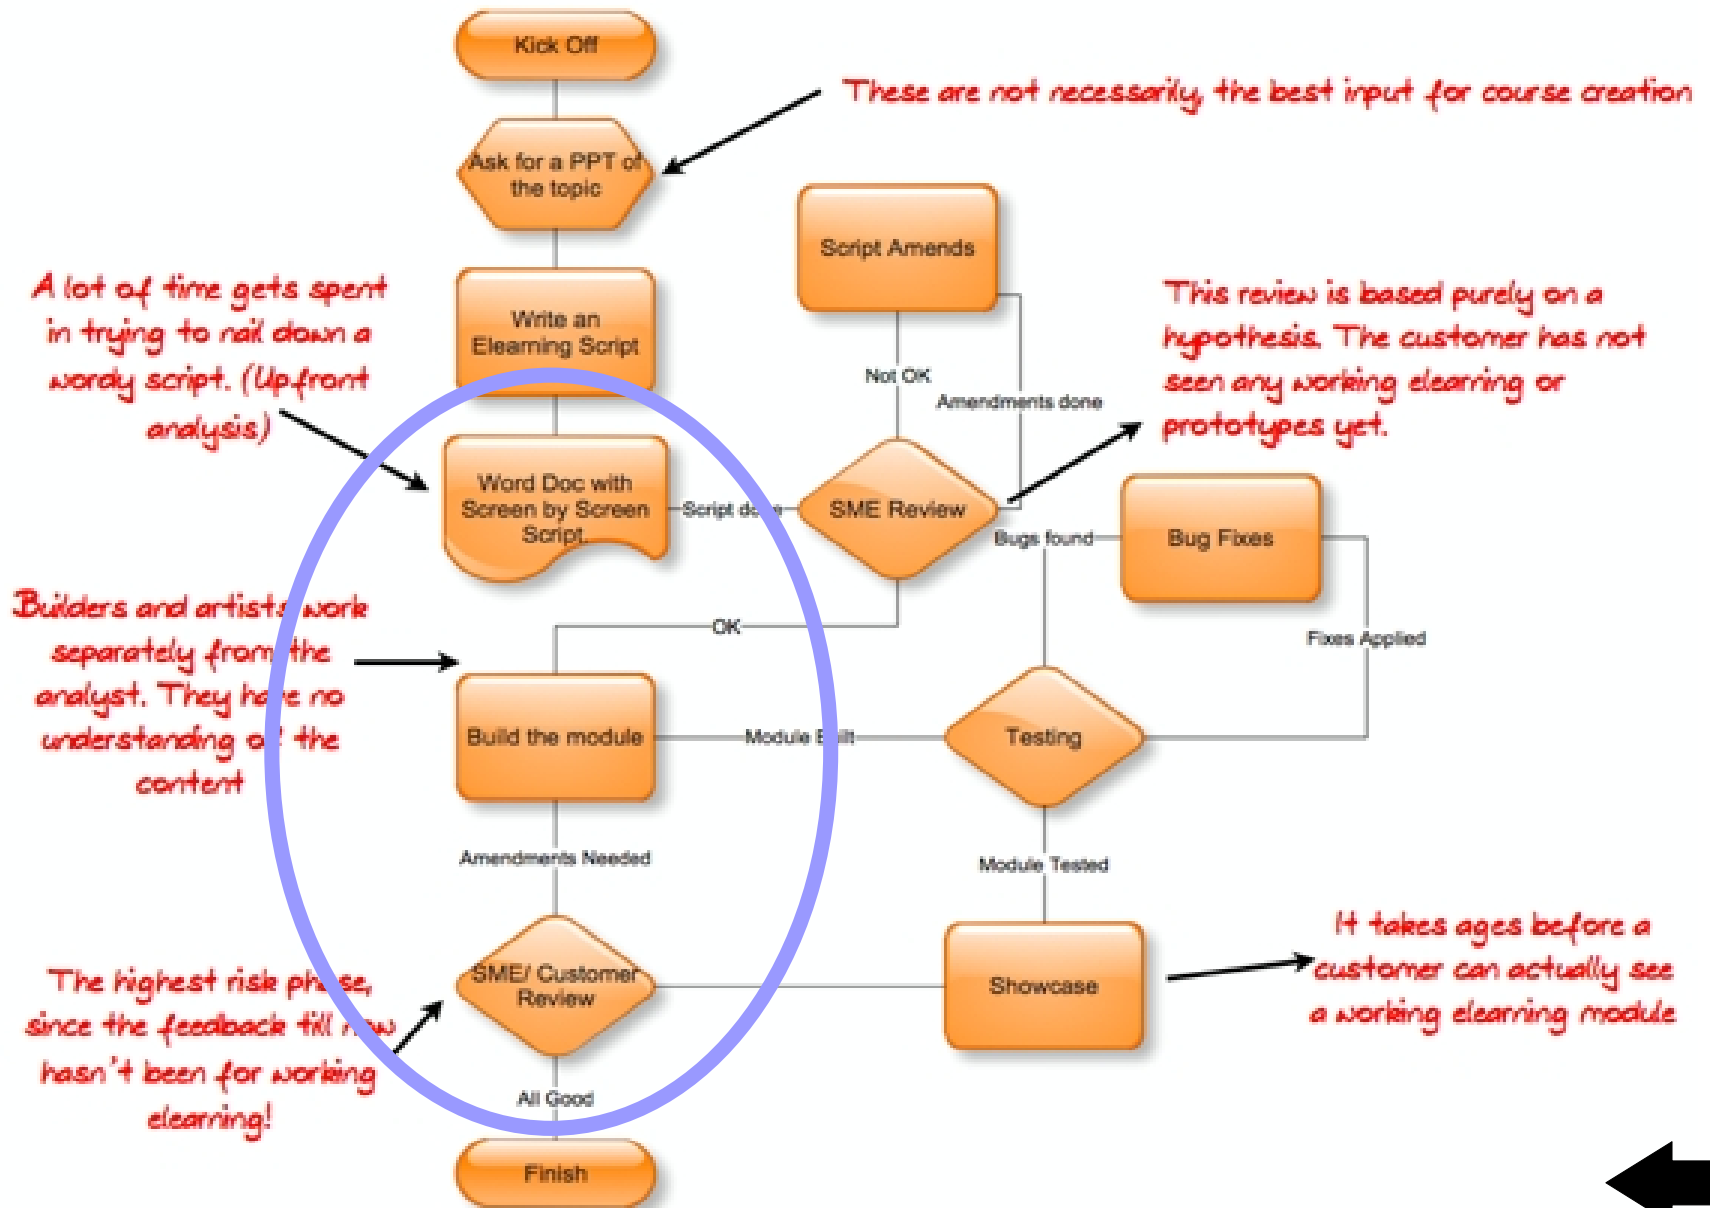 Kick Off
These are not necessarily, the best input for course creation
Ask for a PPT of
the topic
Script Amends
A lot of time gets spent
in trying to nail down a
wordy script. (Upfront
analysis)
Write an
Elearning Script
This review is based purely on a
hypothesis. The customer has not
seen any working elearning or
prototypes yet.
Not OK
Amendments done
Word Doc with
Screen by Screen
Script.
Script done
SME Review
Bugs found
Bug Fixes
Builders and artists work
separately from the
analyst. They have no
understanding of the
content
OK
Fixes Applied
Build the module
Module Built
Testing
Amendments Needed
Module Tested
The highest risk phase,
since the feedback till now
hasn't been for working
elearning!
SME/ Customer
Review
Showcase
It takes ages before a
customer can actually see
a working elearning module
All Good
Finish